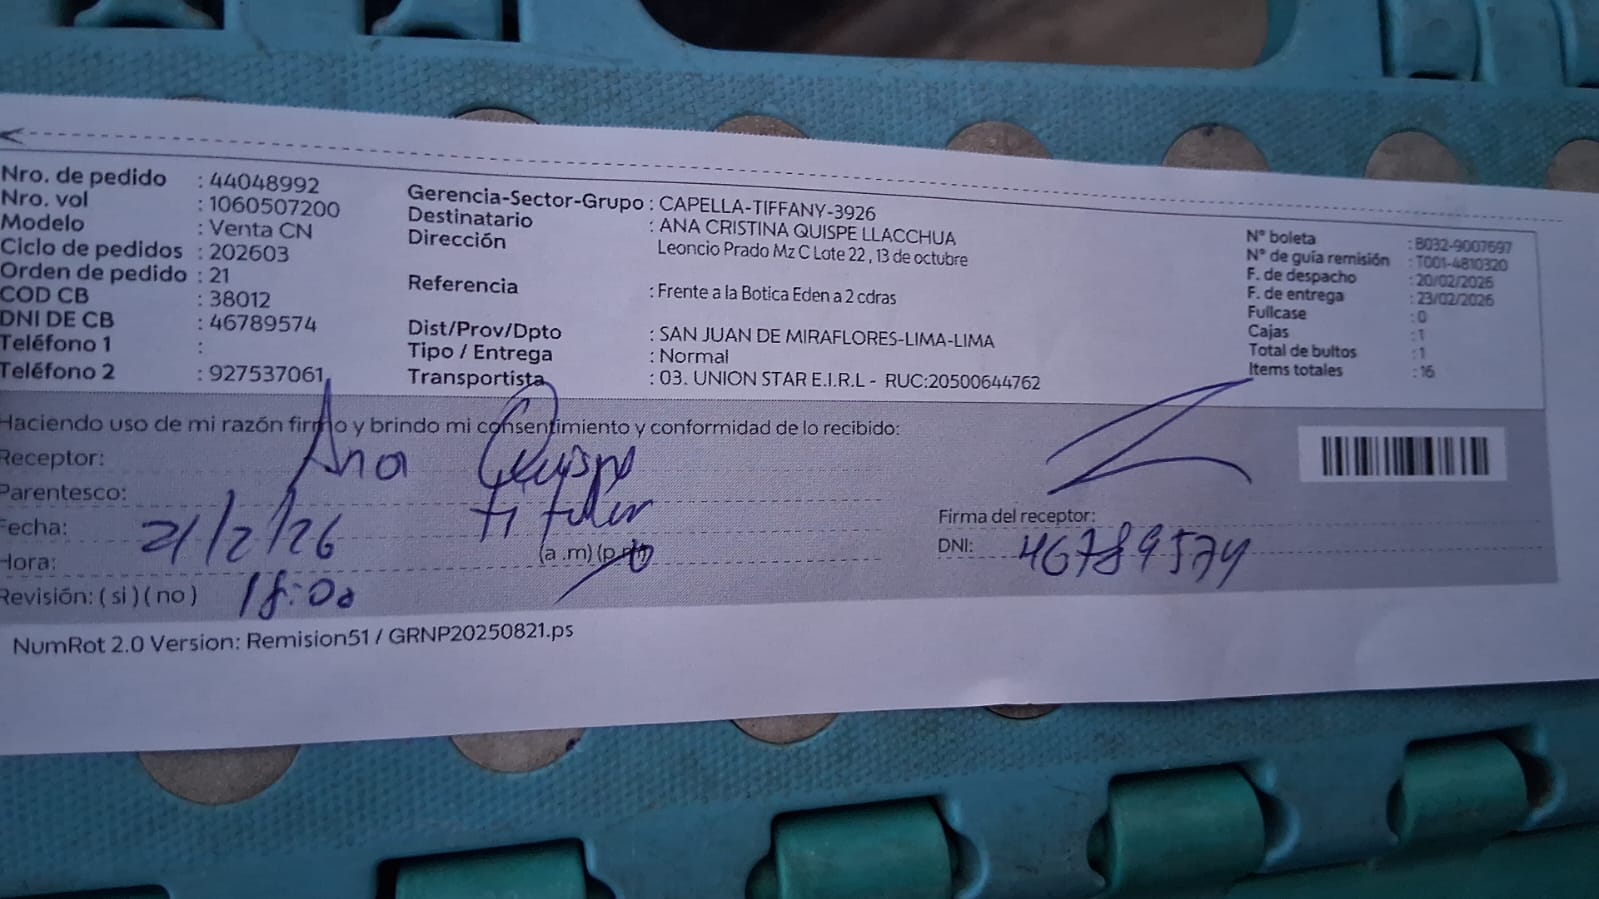 Nro. de pedido : 44048992
Nro. vol : 1060507200
Modelo : Venta CN
Ciclo de pedidos : 202603
Orden de pedido : 21
COD CB : 38012
DNI DE CB : 46789574
Teléfono 1 :
Teléfono 2 : 927537061
Gerencia-Sector-Grupo : CAPELLA-TIFFANY-3926
Destinatario : ANA CRISTINA QUISPE LLACCHUA
Dirección Leoncio Prado Mz C Lote 22 , 13 de octubre
Referencia : Frente a la Botica Eden a 2 cdras
Dist/Prov/Dpto : SAN JUAN DE MIRAFLORES-LIMA-LIMA
Tipo / Entrega : Normal
Transportista : 03. UNION STAR E.I.R.L - RUC:20500644762
N° boleta : B032-9007697
N° de guía remisión : T001-4810320
F. de despacho : 20/02/2026
F. de entrega : 23/02/2026
Fullcase : 0
Cajas : 1
Total de bultos : 1
Items totales : 16
Haciendo uso de mi razón firmo y brindo mi consentimiento y conformidad de lo recibido:
Receptor: Ana Quispe
Parentesco: titular
Fecha: 21/2/26
Hora: 18:00 (a .m) (p.m)
Revisión: ( si ) ( no )
Firma del receptor:
DNI: 46789574
NumRot 2.0 Version: Remision51 / GRNP20250821.ps